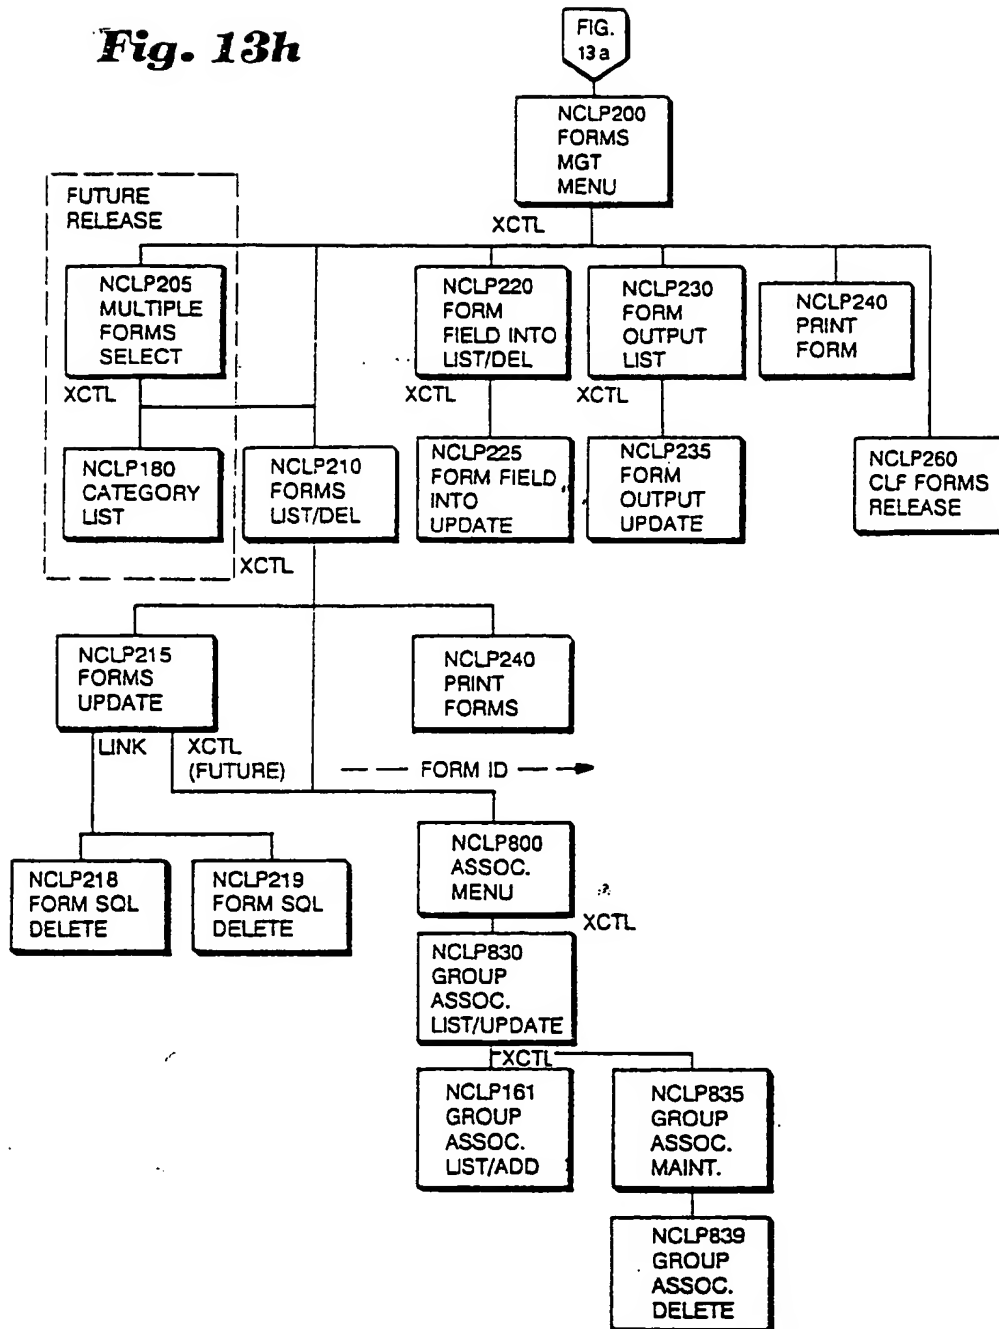 Fig. 13h
FIG.
13a
NCLP200
FORMS
MGT
MENU
XCTL
FUTURE
RELEASE
NCLP205
MULTIPLE
FORMS
SELECT
NCLP220
FORM
FIELD INTO
LIST/DEL
NCLP230
FORM
OUTPUT
LIST
NCLP240
PRINT
FORM
XCTL
XCTL
XCTL
NCLP180
CATEGORY
LIST
NCLP210
FORMS
LIST/DEL
NCLP225
FORM FIELD
INTO
UPDATE
NCLP235
FORM
OUTPUT
UPDATE
NCLP260
CLF FORMS
RELEASE
XCTL
NCLP215
FORMS
UPDATE
NCLP240
PRINT
FORMS
LINK
XCTL
(FUTURE)
FORM ID
NCLP800
ASSOC.
MENU
NCLP218
FORM SQL
DELETE
NCLP219
FORM SQL
DELETE
XCTL
NCLP830
GROUP
ASSOC.
LIST/UPDATE
XCTL
NCLP161
GROUP
ASSOC.
LIST/ADD
NCLP835
GROUP
ASSOC.
MAINT.
NCLP839
GROUP
ASSOC.
DELETE